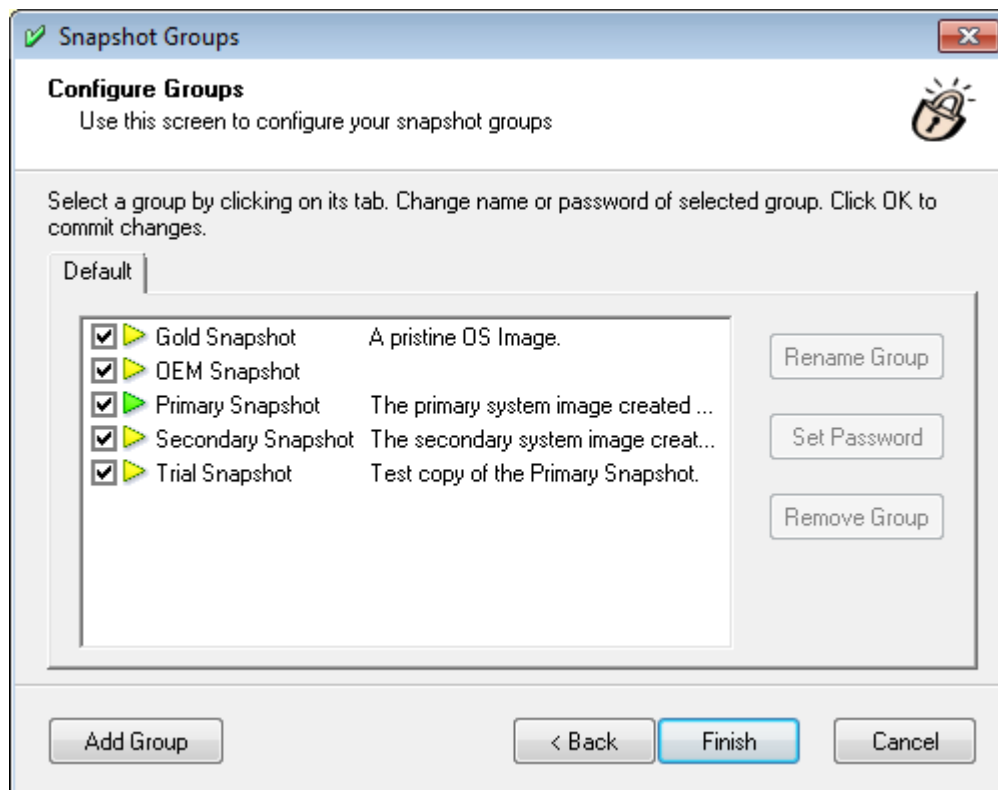 Snapshot Groups
Configure Groups
Use this screen to configure your snapshot groups
Select a group by clicking on its tab. Change name or password of selected group. Click OK to
commit changes.
Default
Gold Snapshot A pristine OS Image.
OEM Snapshot
Primary Snapshot The primary system image created ...
Secondary Snapshot The secondary system image creat...
Trial Snapshot Test copy of the Primary Snapshot.
Rename Group
Set Password
Remove Group
Add Group < Back Finish Cancel